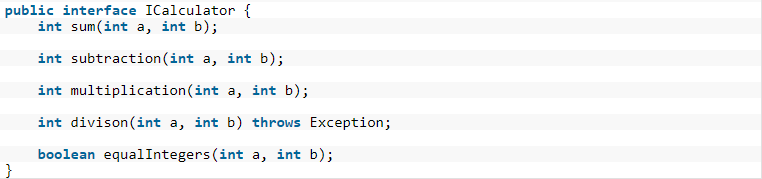 public interface ICalculator {
    int sum(int a, int b);
    int subtraction(int a, int b);
    int multiplication(int a, int b);
    int divison(int a, int b) throws Exception;
    boolean equalIntegers(int a, int b);
}